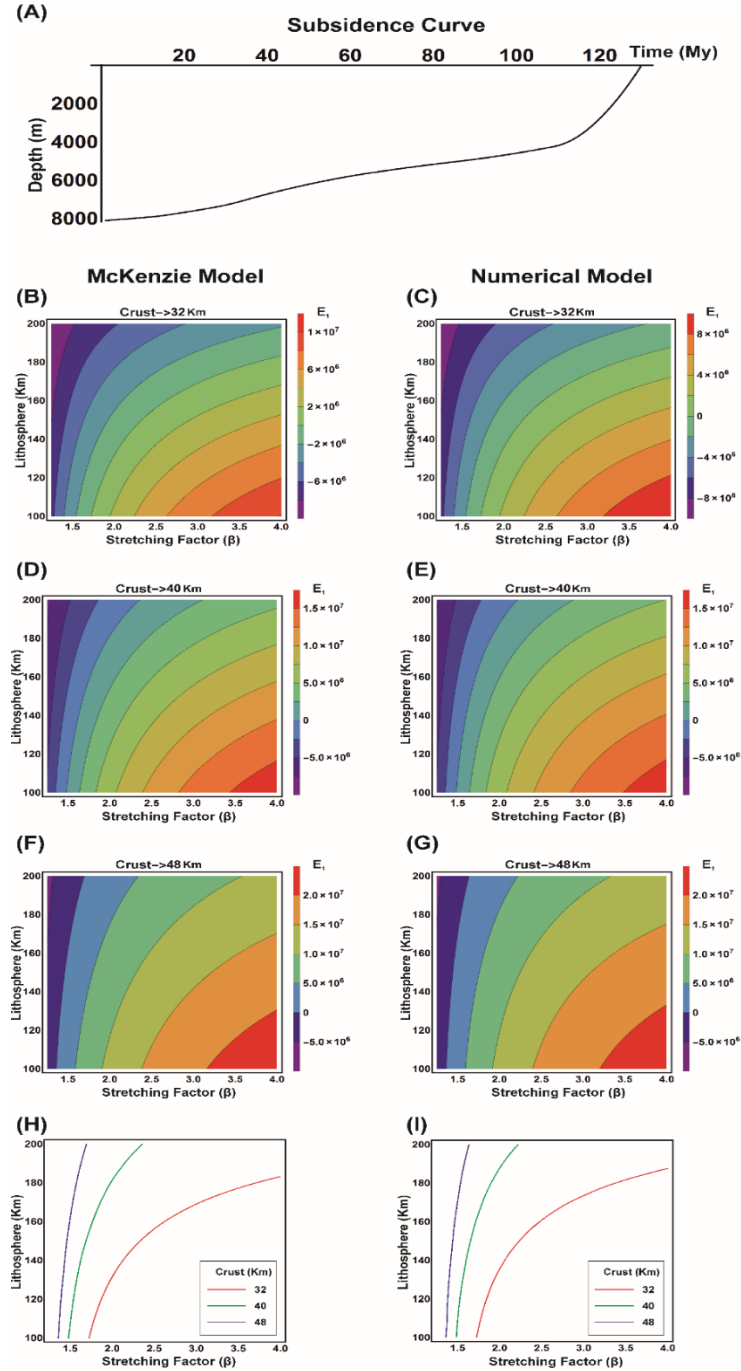 (A)
Subsidence Curve
20 40 60 80 100 120 Time (My)
2000
4000
6000
8000
Depth (m)
McKenzie Model
Numerical Model
(B)
Crust->32 Km
E1
200
180
160
140
120
100
Lithosphere (Km)
1×10⁷
6×10⁶
2×10⁶
−2×10⁶
−6×10⁶
1.5 2.0 2.5 3.0 3.5 4.0
Stretching Factor (β)
(C)
Crust->32 Km
E1
200
180
160
140
120
100
Lithosphere (Km)
8×10⁶
4×10⁶
0
−4×10⁶
−8×10⁶
1.5 2.0 2.5 3.0 3.5 4.0
Stretching Factor (β)
(D)
Crust->40 Km
E1
200
180
160
140
120
100
Lithosphere (Km)
1.5×10⁷
1.0×10⁷
5.0×10⁶
0
−5.0×10⁶
1.5 2.0 2.5 3.0 3.5 4.0
Stretching Factor (β)
(E)
Crust->40 Km
E1
200
180
160
140
120
100
Lithosphere (Km)
1.5×10⁷
1.0×10⁷
5.0×10⁶
0
−5.0×10⁶
1.5 2.0 2.5 3.0 3.5 4.0
Stretching Factor (β)
(F)
Crust->48 Km
E1
200
180
160
140
120
100
Lithosphere (Km)
2.0×10⁷
1.5×10⁷
1.0×10⁷
5.0×10⁶
0
−5.0×10⁶
1.5 2.0 2.5 3.0 3.5 4.0
Stretching Factor (β)
(G)
Crust->48 Km
E1
200
180
160
140
120
100
Lithosphere (Km)
2.0×10⁷
1.5×10⁷
1.0×10⁷
5.0×10⁶
0
−5.0×10⁶
1.5 2.0 2.5 3.0 3.5 4.0
Stretching Factor (β)
(H)
200
180
160
140
120
100
Lithosphere (Km)
Crust (Km)
32
40
48
1.5 2.0 2.5 3.0 3.5 4.0
Stretching Factor (β)
(I)
200
180
160
140
120
100
Lithosphere (Km)
Crust (Km)
32
40
48
1.5 2.0 2.5 3.0 3.5 4.0
Stretching Factor (β)